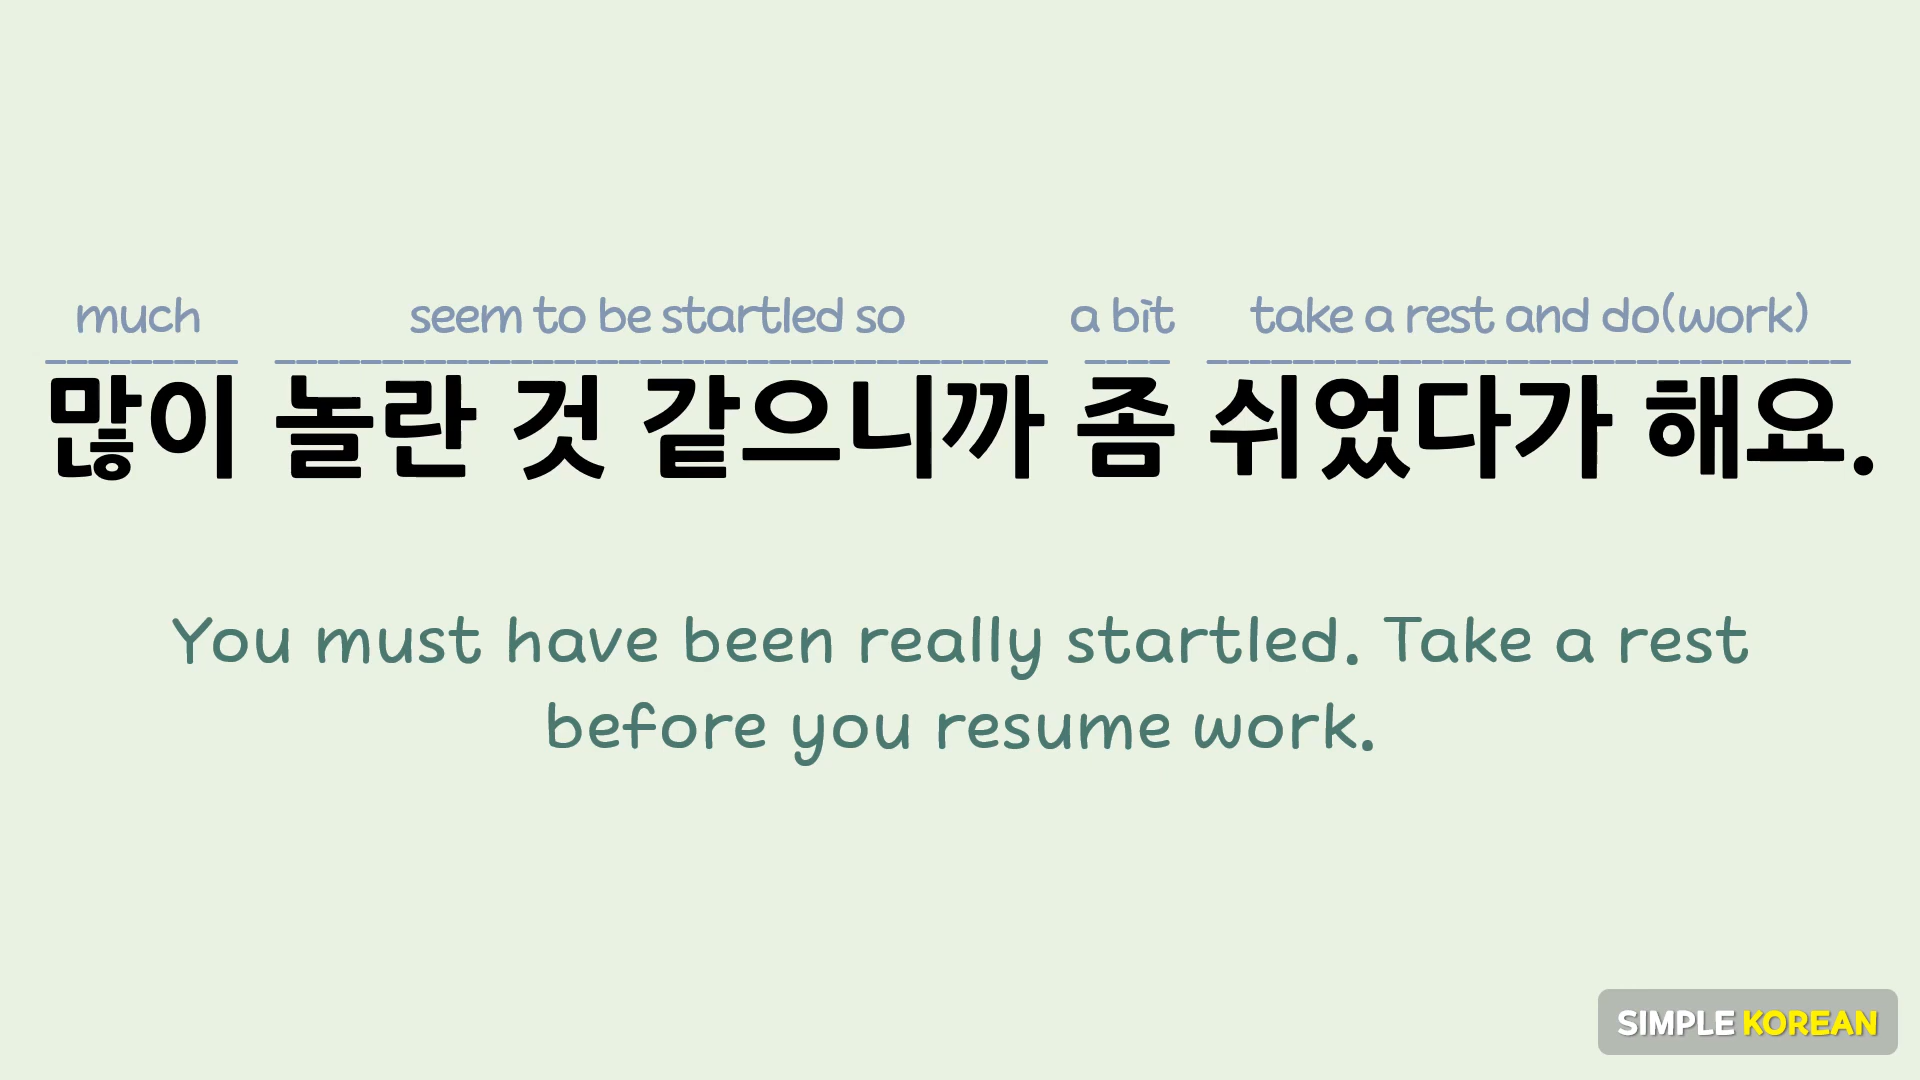 much seem to be startled so a bit take a rest and do(work)
많이 놀란 것 같으니까 좀 쉬었다가 해요.
You must have been really startled. Take a rest
before you resume work.
SIMPLE KOREAN